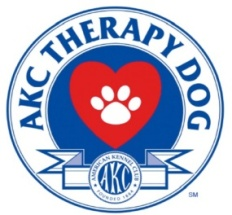 AKC THERAPY DOG
AMERICAN KENNEL CLUB
AKC
FOUNDED 1884
SM